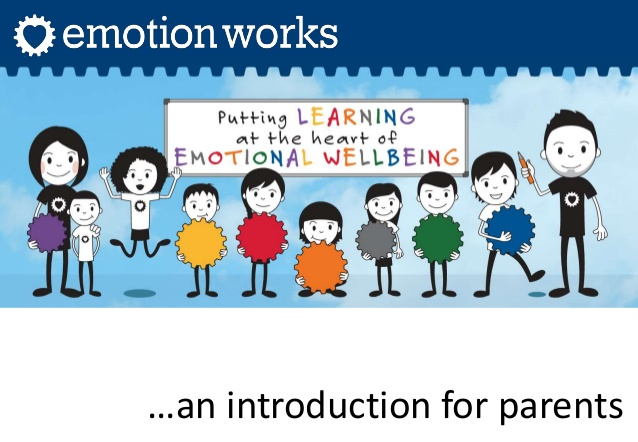 emotion works
Putting LEARNING
at the heart of
EMOTIONAL WELLBEING
...an introduction for parents